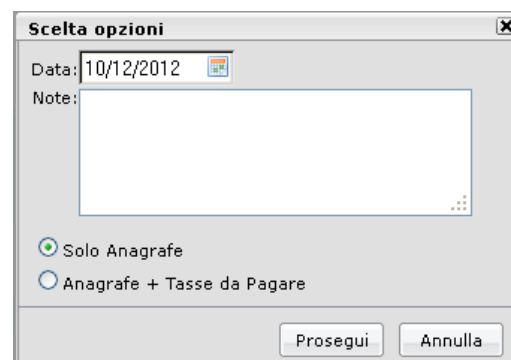 Scelta opzioni
Data: 10/12/2012
Note:
Solo Anagrafe
Anagrafe + Tasse da Pagare
Prosegui Annulla